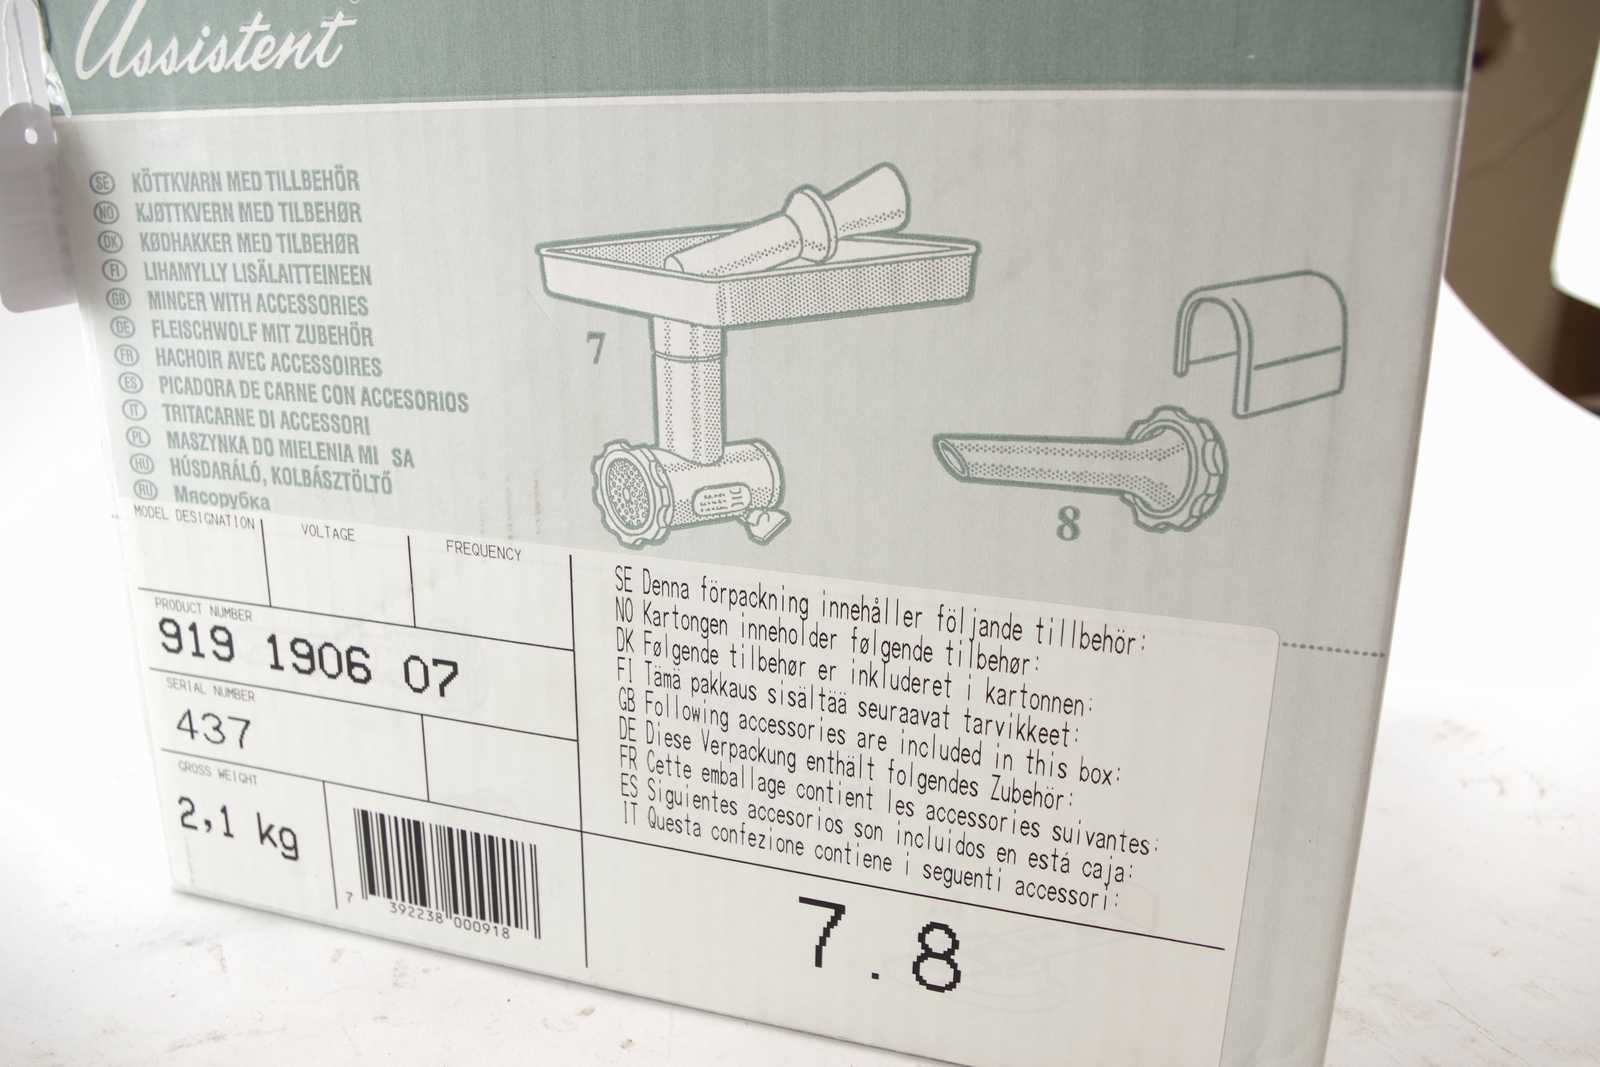 Assistent
SE KÖTTKVARN MED TILLBEHÖR
NO KJØTTKVERN MED TILBEHØR
DK KØDHAKKER MED TILBEHØR
FI LIHAMYLLY LISÄLAITTEINEEN
GB MINCER WITH ACCESSORIES
DE FLEISCHWOLF MIT ZUBEHÖR
FR HACHOIR AVEC ACCESSOIRES
ES PICADORA DE CARNE CON ACCESORIOS
IT TRITACARNE DI ACCESSORI
PL MASZYNKA DO MIELENIA MI SA
HU HÚSDARÁLÓ, KOLBÁSZTÖLTŐ
RU Мясорубка
7
8
MODEL DESIGNATION
VOLTAGE
FREQUENCY
PRODUCT NUMBER
919 1906 07
SERIAL NUMBER
437
GROSS WEIGHT
2,1 kg
7 392238 000918
SE Denna förpackning innehåller följande tillbehör:
NO Kartongen inneholder følgende tilbehør:
DK Følgende tilbehør er inkluderet i kartonnen:
FI Tämä pakkaus sisältää seuraavat tarvikkeet:
GB Following accessories are included in this box:
DE Diese Verpackung enthält folgendes Zubehör:
FR Cette emballage contient les accessories suivantes:
ES Siguientes accesorios son incluidos en está caja:
IT Questa confezione contiene i seguenti accessori:
7.8